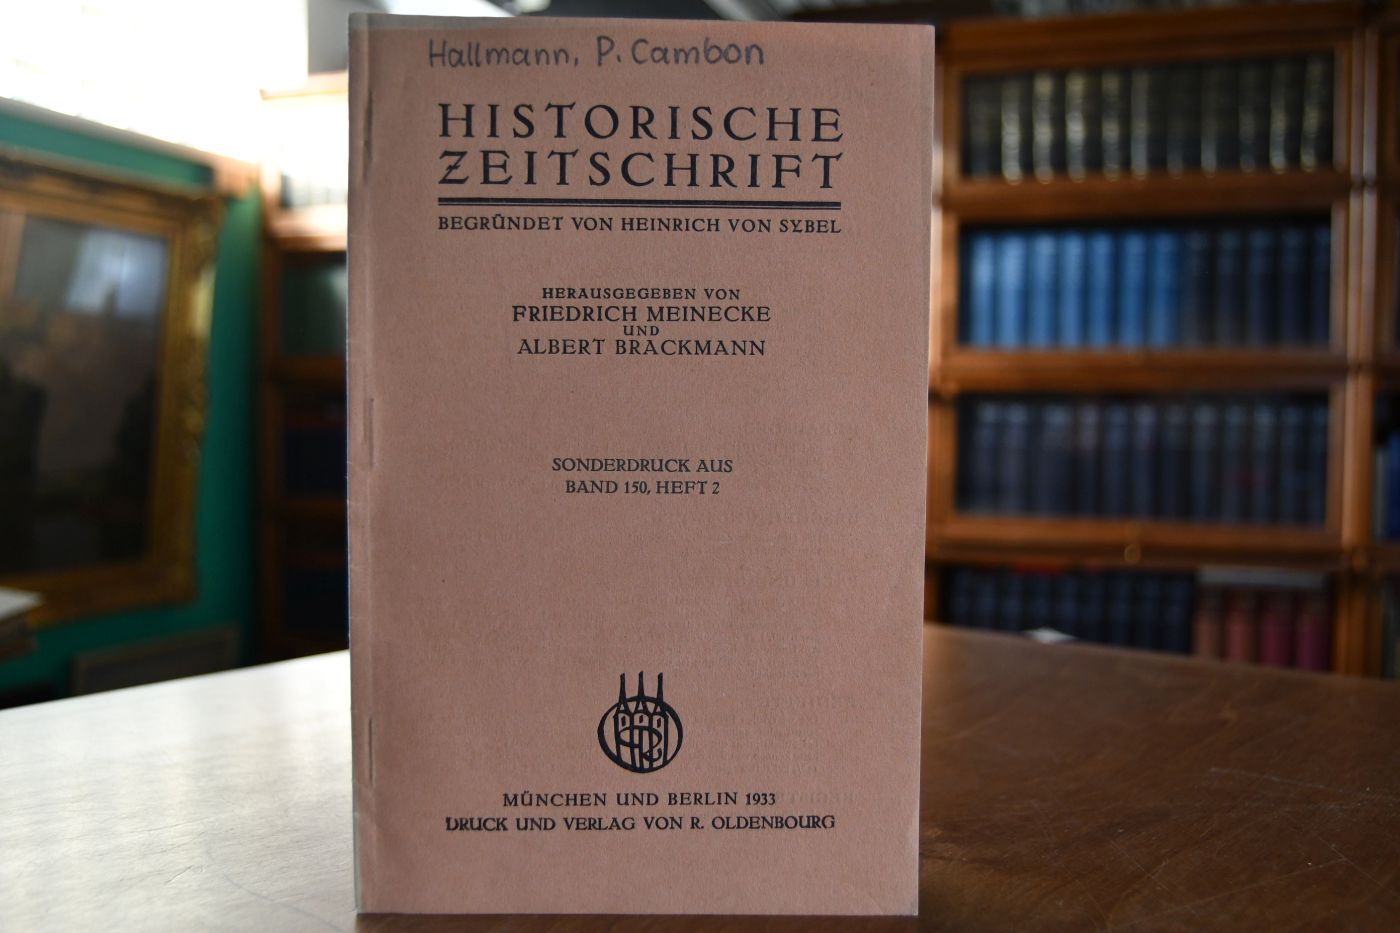 Hallmann, P. Cambon
HISTORISCHE
ZEITSCHRIFT
BEGRÜNDET VON HEINRICH VON SYBEL
HERAUSGEGEBEN VON
FRIEDRICH MEINECKE
UND
ALBERT BRACKMANN
SONDERDRUCK AUS
BAND 150, HEFT 2
MÜNCHEN UND BERLIN 1933
DRUCK UND VERLAG VON R. OLDENBOURG